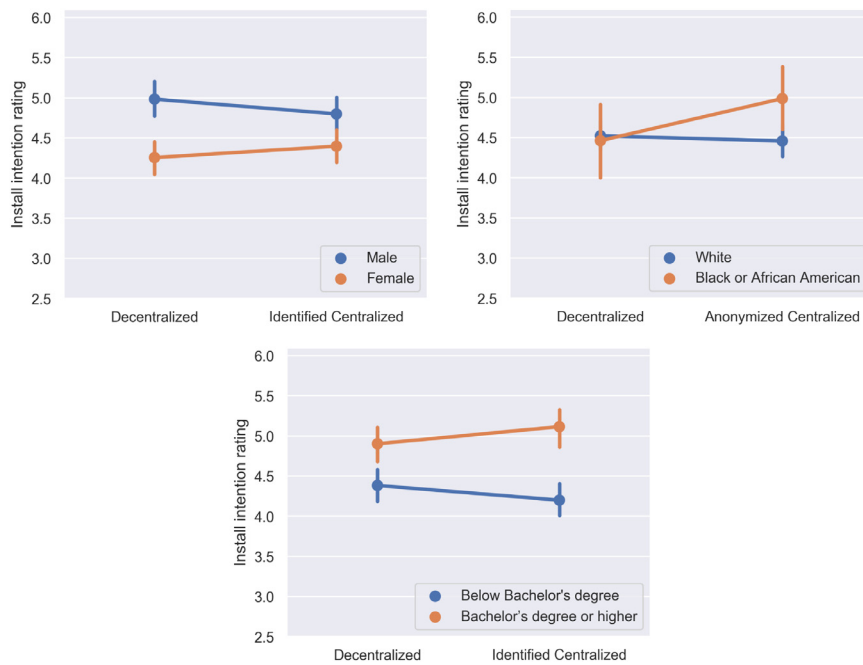 6.0
5.5
5.0
4.5
4.0
3.5
3.0
2.5
Install intention rating
Male
Female
Decentralized
Identified Centralized
6.0
5.5
5.0
4.5
4.0
3.5
3.0
2.5
Install intention rating
White
Black or African American
Decentralized
Anonymized Centralized
6.0
5.5
5.0
4.5
4.0
3.5
3.0
2.5
Install intention rating
Below Bachelor's degree
Bachelor’s degree or higher
Decentralized
Identified Centralized